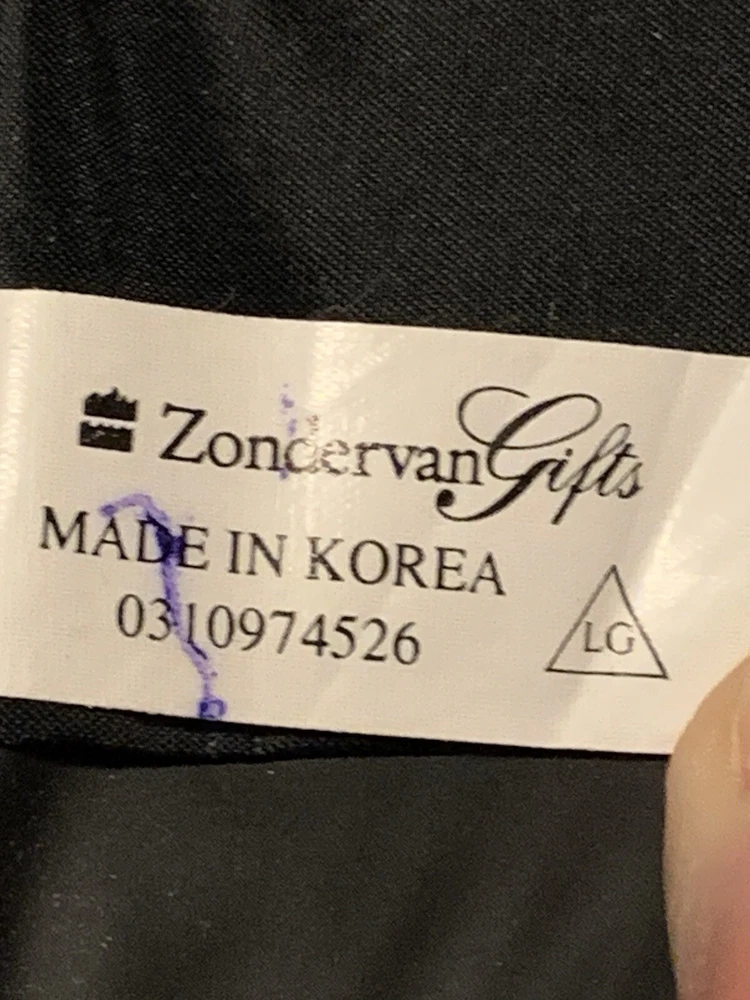 ZondervanGifts
MADE IN KOREA
0310974526
LG